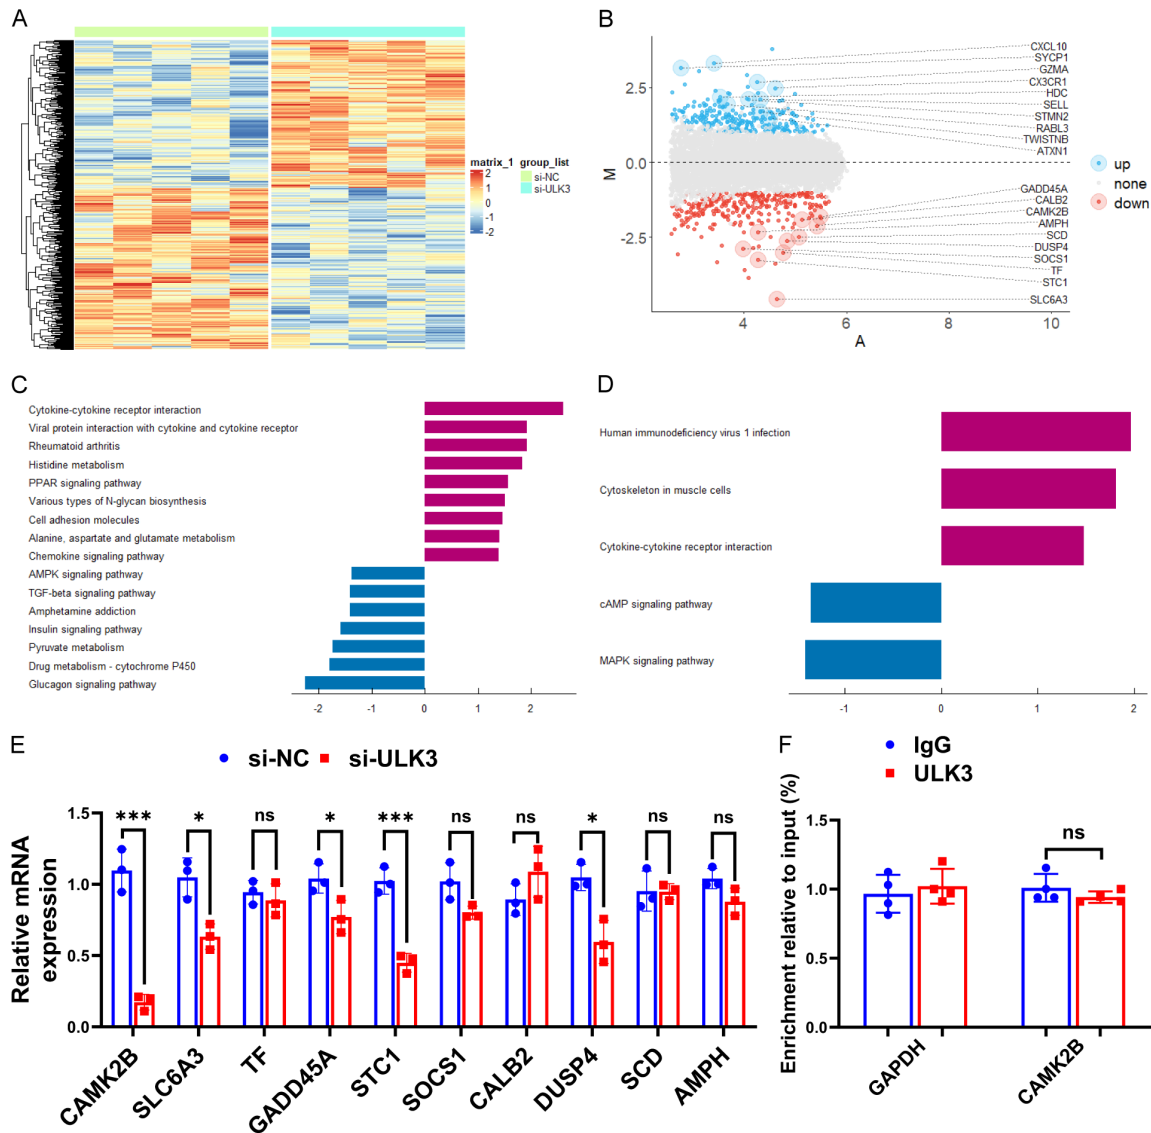 A
matrix_1 group_list
2
1
0
-1
-2
si-NC
si-ULK3
B
M
2.5
0.0
-2.5
4
6
8
10
A
CXCL10
SYCP1
GZMA
CX3CR1
HDC
SELL
STMN2
RABL3
TWISTNB
ATXN1
GADD45A
CALB2
CAMK2B
AMPH
SCD
DUSP4
SOCS1
TF
STC1
SLC6A3
up
none
down
C
Cytokine-cytokine receptor interaction
Viral protein interaction with cytokine and cytokine receptor
Rheumatoid arthritis
Histidine metabolism
PPAR signaling pathway
Various types of N-glycan biosynthesis
Cell adhesion molecules
Alanine, aspartate and glutamate metabolism
Chemokine signaling pathway
AMPK signaling pathway
TGF-beta signaling pathway
Amphetamine addiction
Insulin signaling pathway
Pyruvate metabolism
Drug metabolism - cytochrome P450
Glucagon signaling pathway
-2 -1 0 1 2
D
Human immunodeficiency virus 1 infection
Cytoskeleton in muscle cells
Cytokine-cytokine receptor interaction
cAMP signaling pathway
MAPK signaling pathway
-1 0 1 2
E
si-NC si-ULK3
Relative mRNA
expression
1.5
1.0
0.5
0.0
*** * ns * *** ns ns * ns ns
CAMK2B
SLC6A3
TF
GADD45A
STC1
SOCS1
CALB2
DUSP4
SCD
AMPH
F
IgG
ULK3
Enrichment relative to input (%)
1.5
1.0
0.5
0.0
ns
GAPDH
CAMK2B